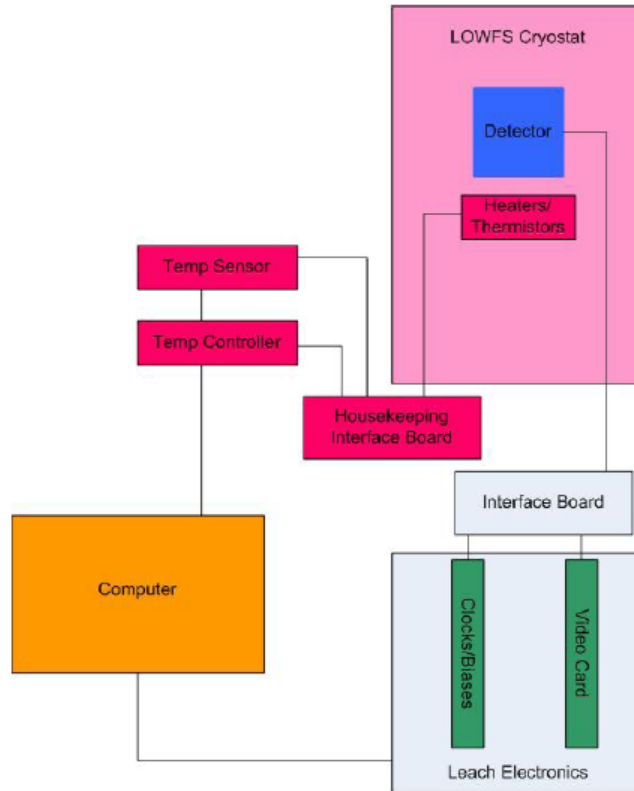 LOWFS Cryostat
Detector
Heaters/
Thermistors
Temp Sensor
Temp Controller
Housekeeping
Interface Board
Interface Board
Computer
Clocks/Biases
Video Card
Leach Electronics